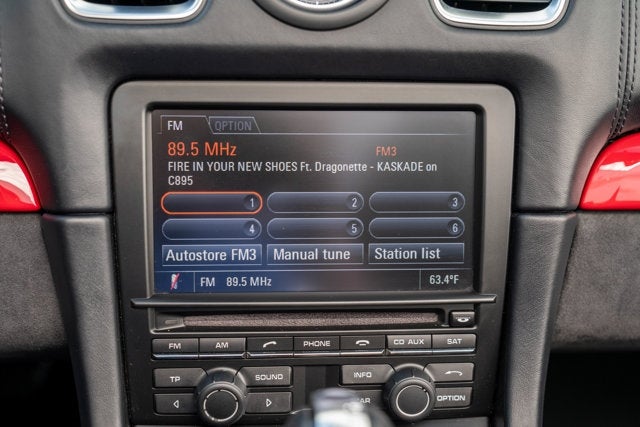 FM OPTION
89.5 MHz FM3
FIRE IN YOUR NEW SHOES Ft. Dragonette - KASKADE on
C895
1 2 3
4 5 6
Autostore FM3 Manual tune Station list
FM 89.5 MHz 63.4°F
FM AM PHONE CD AUX SAT
TP SOUND INFO
OPTION